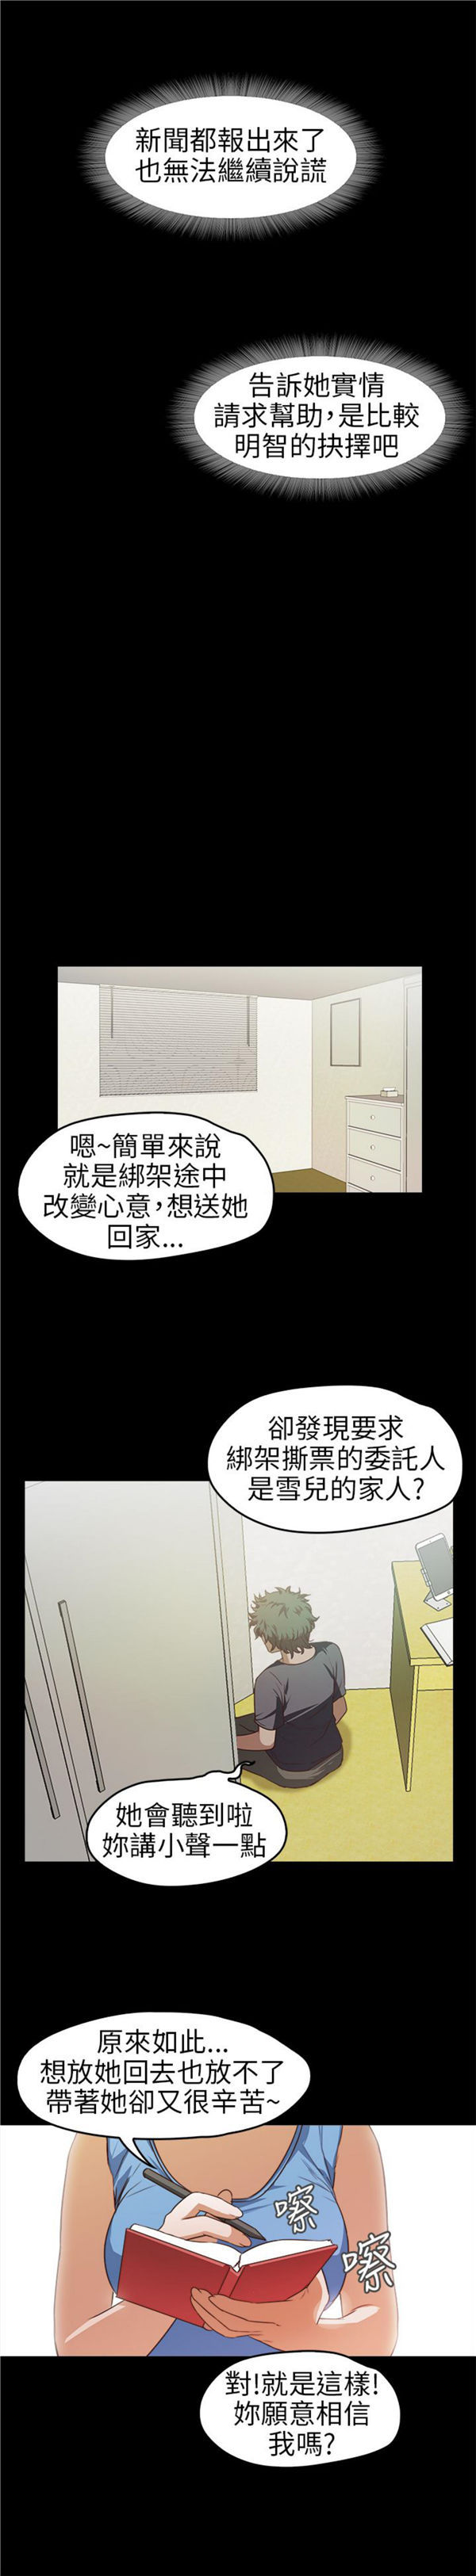 新聞都報出來了
也無法繼續說謊
告訴她實情
請求幫助，是比較
明智的抉擇吧
嗯~簡單來說
就是綁架途中
改變心意，想送她
回家...
卻發現要求
綁架撕票的委託人
是雪兒的家人?
她會聽到啦
妳講小聲一點
原來如此...
想放她回去也放不了
帶著她卻又很辛苦~
嚓
嚓
對!就是這樣!
妳願意相信
我嗎?